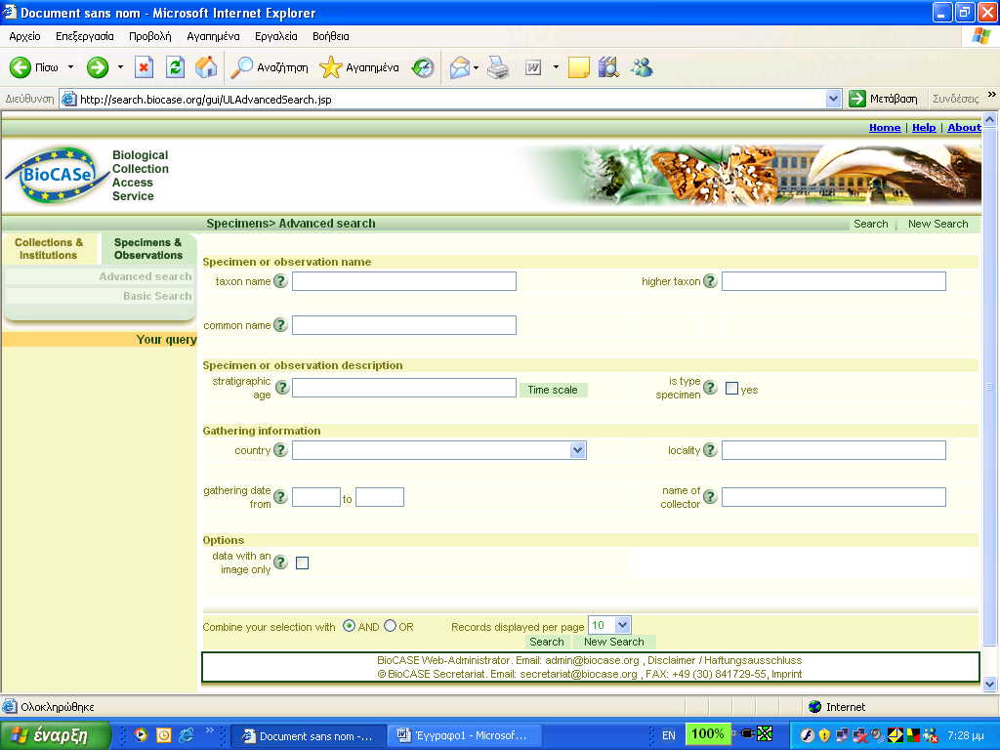 Document sans nom - Microsoft Internet Explorer
Αρχείο Επεξεργασία Προβολή Αγαπημένα Εργαλεία Βοήθεια
Πίσω Αναζήτηση Αγαπημένα
Διεύθυνση http://search.biocase.org/gui/ULAdvancedSearch.jsp Μετάβαση Συνδέσεις »
Home | Help | About
BioCASe
Biological
Collection
Access
Service
Specimens> Advanced search
Search | New Search
Collections &
Institutions
Specimens &
Observations
Advanced search
Basic Search
Your query
Specimen or observation name
taxon name ? higher taxon ?
common name ?
Specimen or observation description
stratigraphic
age ? Time scale
is type
specimen ? yes
Gathering information
country ? locality ?
gathering date
from ? to
name of
collector ?
Options
data with an
image only ?
Combine your selection with AND OR Records displayed per page 10
Search New Search
BioCASE Web-Administrator. Email: admin@biocase.org , Disclaimer / Haftungsausschluss
© BioCASE Secretariat. Email: secretariat@biocase.org , FAX: +49 (30) 841729-55, Imprint
Ολοκληρώθηκε Internet
έναρξη » Document sans nom -... Έγγραφο1 - Microsof... EN 100% 7:28 μμ